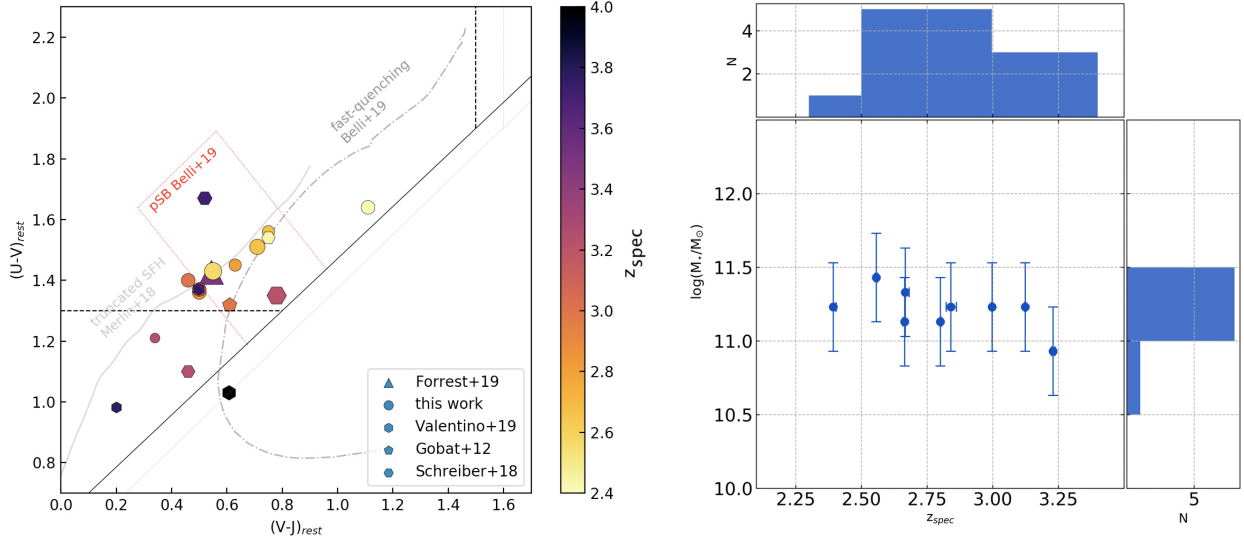 2.2
2.0
1.8
1.6
1.4
1.2
1.0
0.8
(U-V)rest
0.0
0.2
0.4
0.6
0.8
1.0
1.2
1.4
1.6
(V-J)rest
fast-quenching
Belli+19
pSB Belli+19
truncated SFH
Merlin+18
Forrest+19
this work
Valentino+19
Gobat+12
Schreiber+18
4.0
3.8
3.6
3.4
3.2
3.0
2.8
2.6
2.4
zspec
4
2
N
12.0
11.5
11.0
10.5
10.0
log(M⋆/M⊙)
2.25
2.50
2.75
3.00
3.25
zspec
5
N